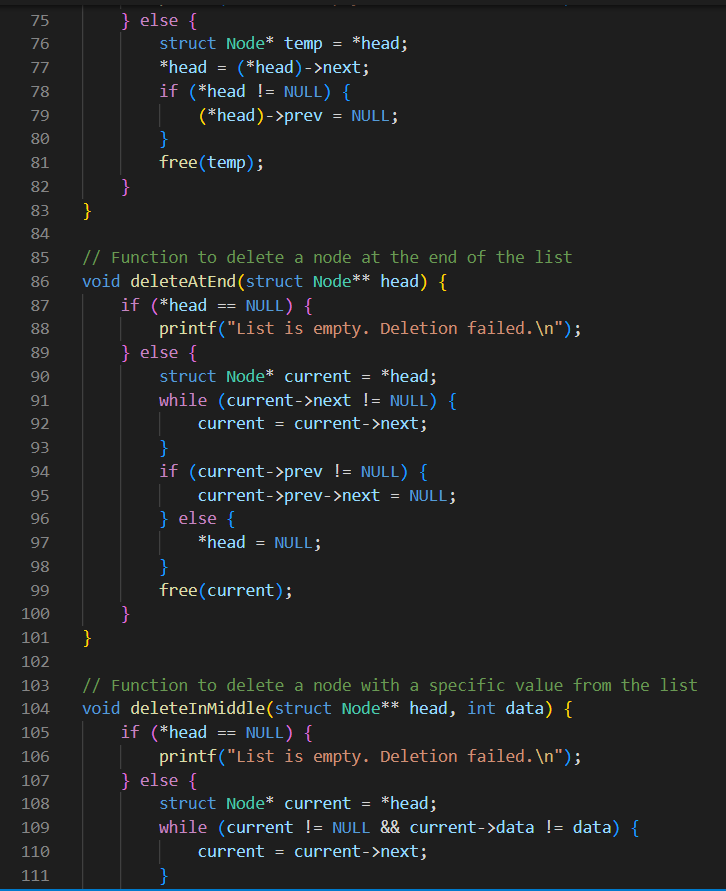 75 } else {
76 struct Node* temp = *head;
77 *head = (*head)->next;
78 if (*head != NULL) {
79 (*head)->prev = NULL;
80 }
81 free(temp);
82 }
83 }
84
85 // Function to delete a node at the end of the list
86 void deleteAtEnd(struct Node** head) {
87 if (*head == NULL) {
88 printf("List is empty. Deletion failed.\n");
89 } else {
90 struct Node* current = *head;
91 while (current->next != NULL) {
92 current = current->next;
93 }
94 if (current->prev != NULL) {
95 current->prev->next = NULL;
96 } else {
97 *head = NULL;
98 }
99 free(current);
100 }
101 }
102
103 // Function to delete a node with a specific value from the list
104 void deleteInMiddle(struct Node** head, int data) {
105 if (*head == NULL) {
106 printf("List is empty. Deletion failed.\n");
107 } else {
108 struct Node* current = *head;
109 while (current != NULL && current->data != data) {
110 current = current->next;
111 }